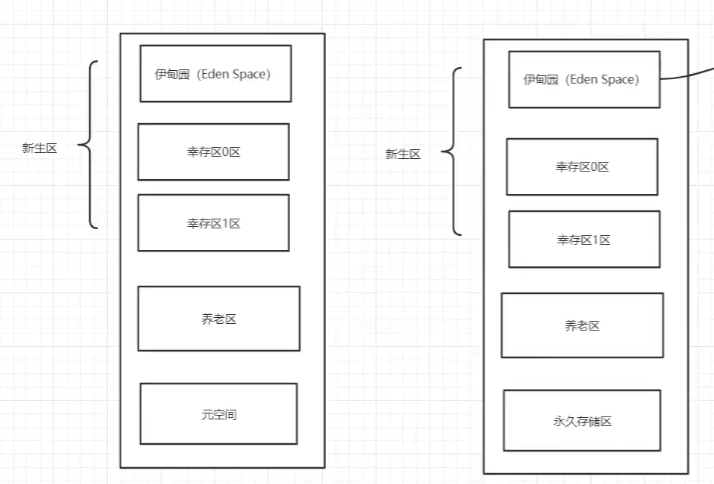 新生区
伊甸园（Eden Space）
幸存区0区
幸存区1区
养老区
元空间
新生区
伊甸园（Eden Space）
幸存区0区
幸存区1区
养老区
永久存储区